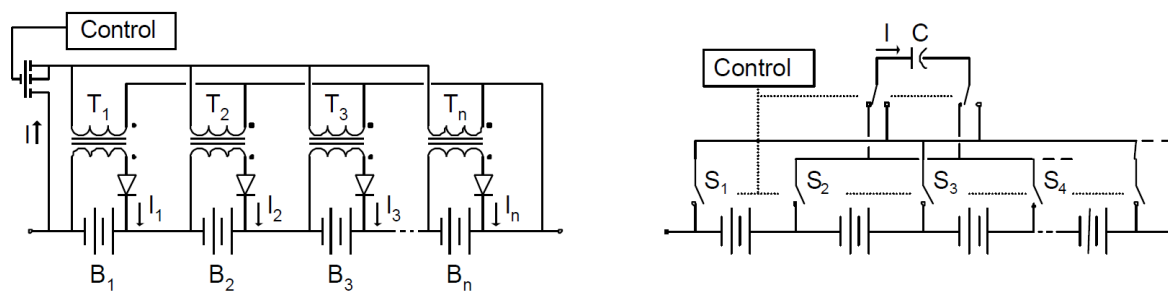 Control
T1 T2 T3 Tn
I
I1 I2 I3 In
B1 B2 B3 Bn
I C
Control
S1 S2 S3 S4